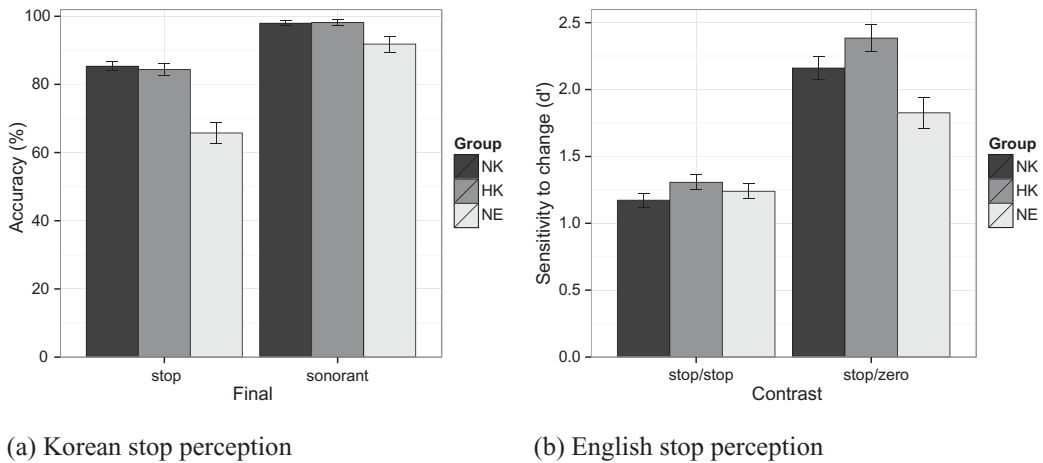 100
80
60
40
20
0
Accuracy (%)
stop
sonorant
Final
Group
NK
HK
NE
(a) Korean stop perception
2.5
2.0
1.5
1.0
0.5
0.0
Sensitivity to change (d')
stop/stop
stop/zero
Contrast
Group
NK
HK
NE
(b) English stop perception